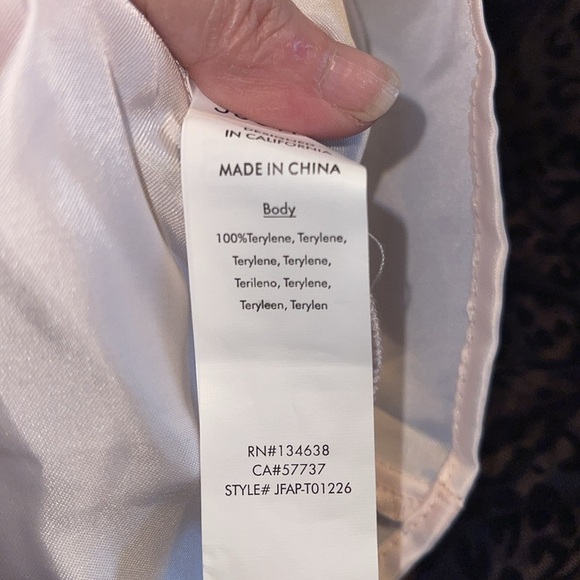 DESIGNED
IN CALIFORNIA
MADE IN CHINA
Body
100%Terylene, Terylene,
Terylene, Terylene,
Terileno, Terylene,
Teryleen, Terylen
RN#134638
CA#57737
STYLE# JFAP-T01226